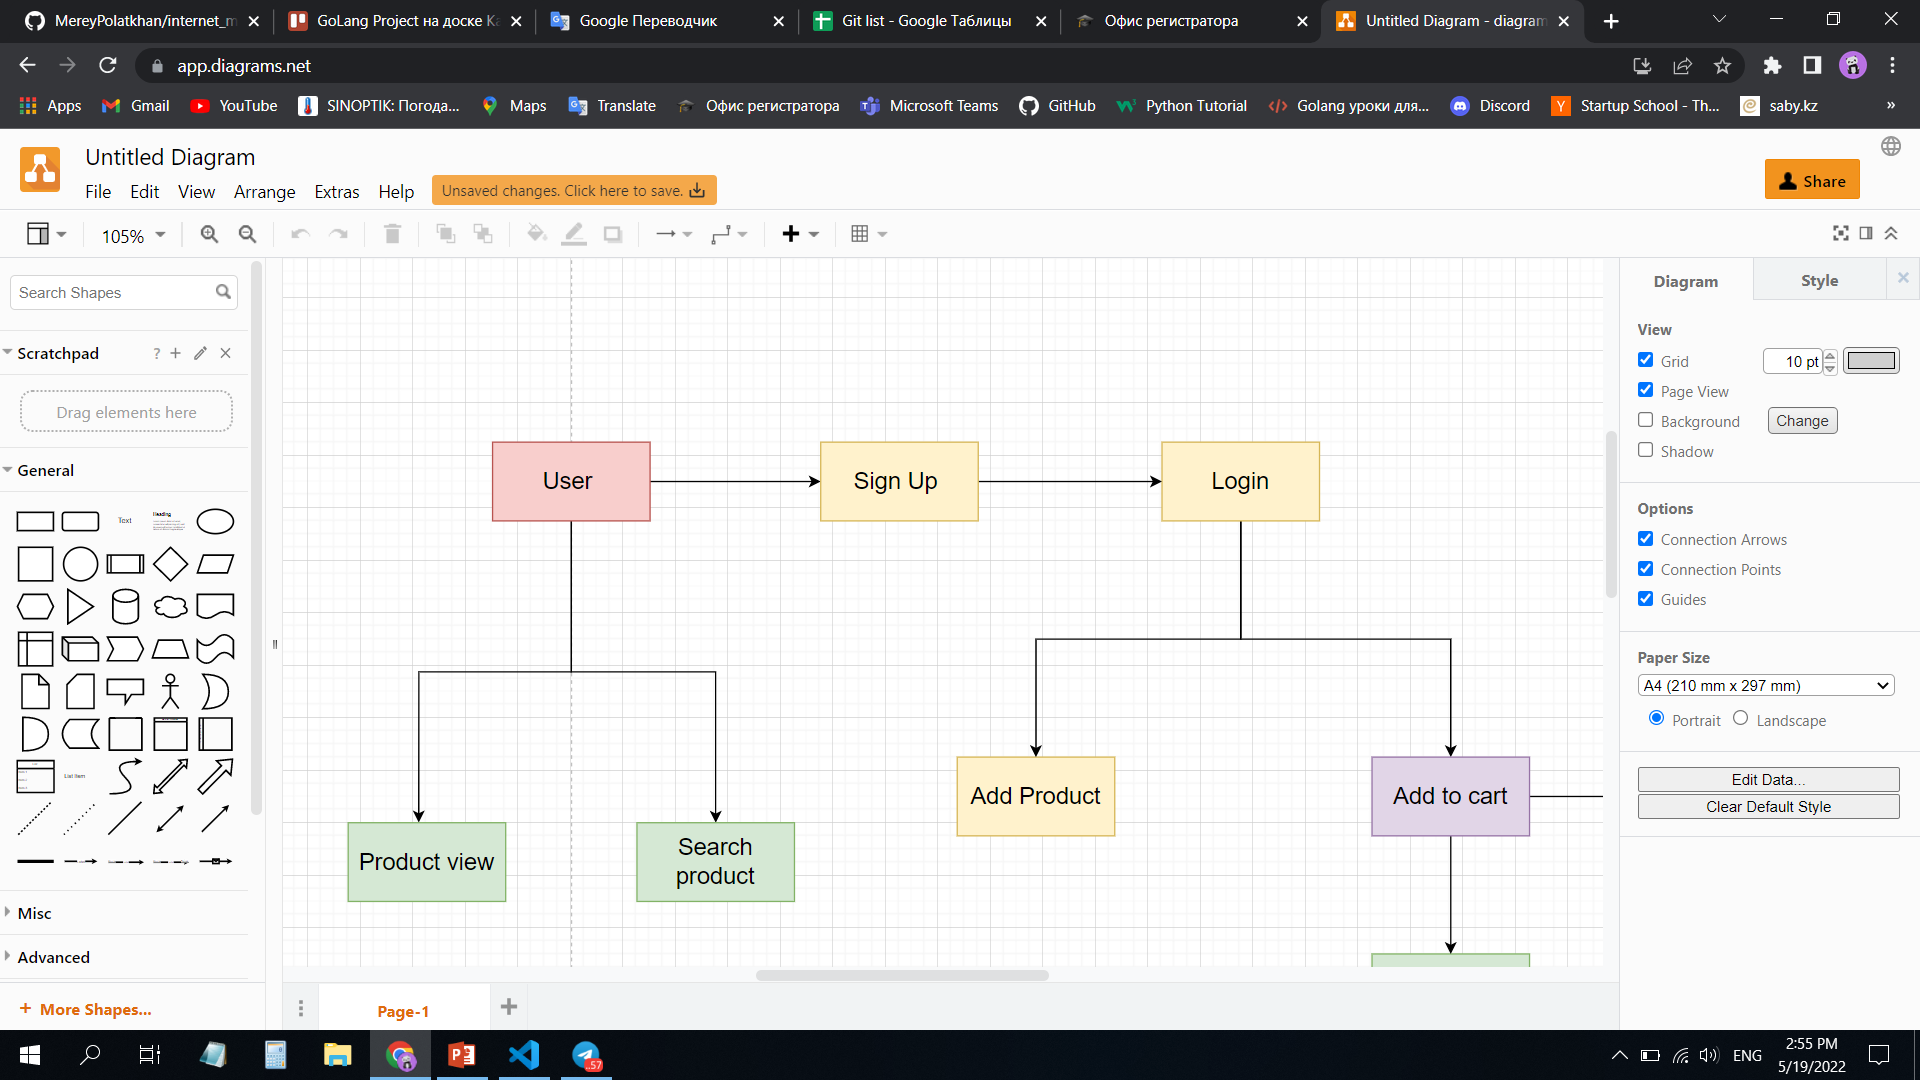 MereyPolatkhan/internet_m
GoLang Project на доске Ka
Google Переводчик
Git list - Google Таблицы
Офис регистратора
Untitled Diagram - diagram
app.diagrams.net
Apps
Gmail
YouTube
SINOPTIK: Погода...
Maps
Translate
Офис регистратора
Microsoft Teams
GitHub
Python Tutorial
Golang уроки для...
Discord
Startup School - Th...
saby.kz
»
Untitled Diagram
File Edit View Arrange Extras Help
Unsaved changes. Click here to save.
Share
105%
Search Shapes
Scratchpad
?
Drag elements here
General
Text
Heading
List Item
Misc
Advanced
+ More Shapes...
User
Sign Up
Login
Product view
Search
product
Add Product
Add to cart
Page-1
Diagram
Style
View
Grid
10 pt
Page View
Background
Change
Shadow
Options
Connection Arrows
Connection Points
Guides
Paper Size
A4 (210 mm x 297 mm)
Portrait
Landscape
Edit Data...
Clear Default Style
.57
ENG
2:55 PM
5/19/2022